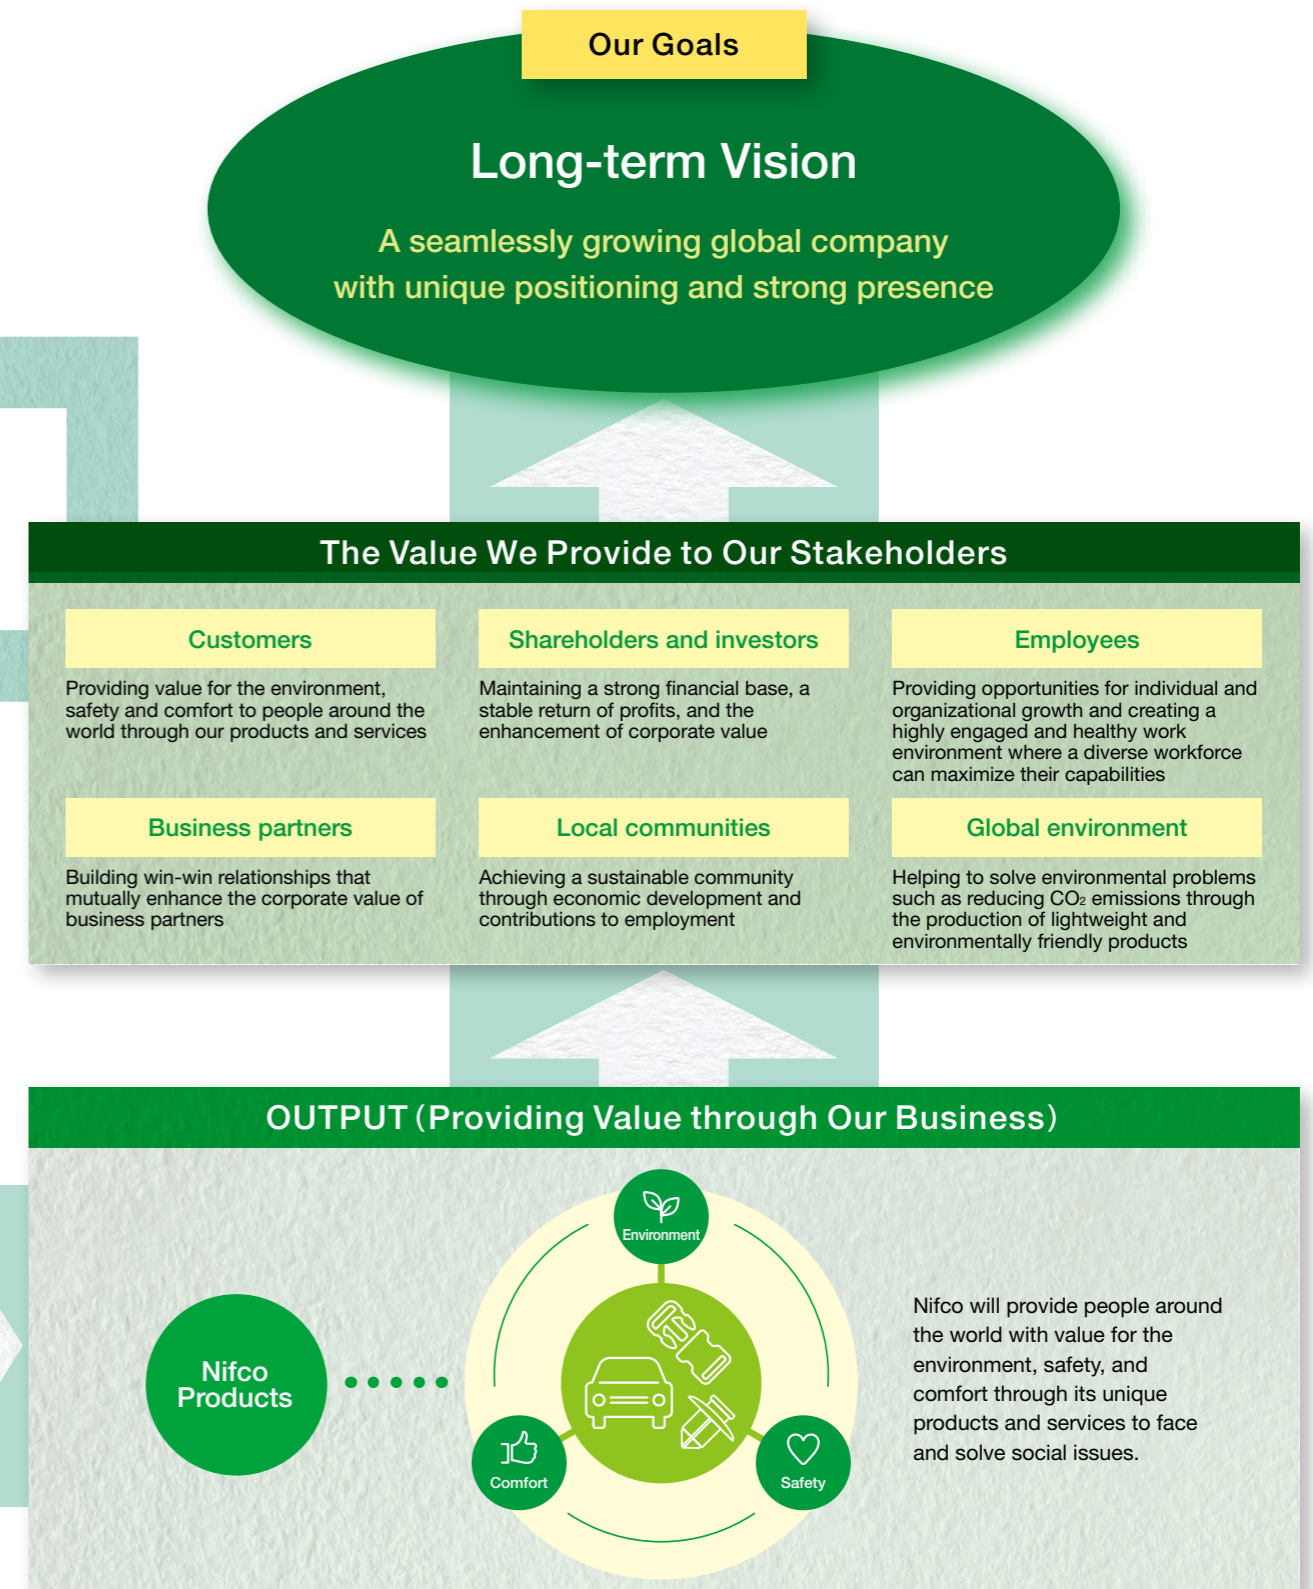 Our Goals
Long-term Vision
A seamlessly growing global company
with unique positioning and strong presence
The Value We Provide to Our Stakeholders
Customers
Providing value for the environment,
safety and comfort to people around the
world through our products and services
Shareholders and investors
Maintaining a strong financial base, a
stable return of profits, and the
enhancement of corporate value
Employees
Providing opportunities for individual and
organizational growth and creating a
highly engaged and healthy work
environment where a diverse workforce
can maximize their capabilities
Business partners
Building win-win relationships that
mutually enhance the corporate value of
business partners
Local communities
Achieving a sustainable community
through economic development and
contributions to employment
Global environment
Helping to solve environmental problems
such as reducing CO₂ emissions through
the production of lightweight and
environmentally friendly products
OUTPUT (Providing Value through Our Business)
Nifco
Products
Environment
Comfort
Safety
Nifco will provide people around
the world with value for the
environment, safety, and
comfort through its unique
products and services to face
and solve social issues.